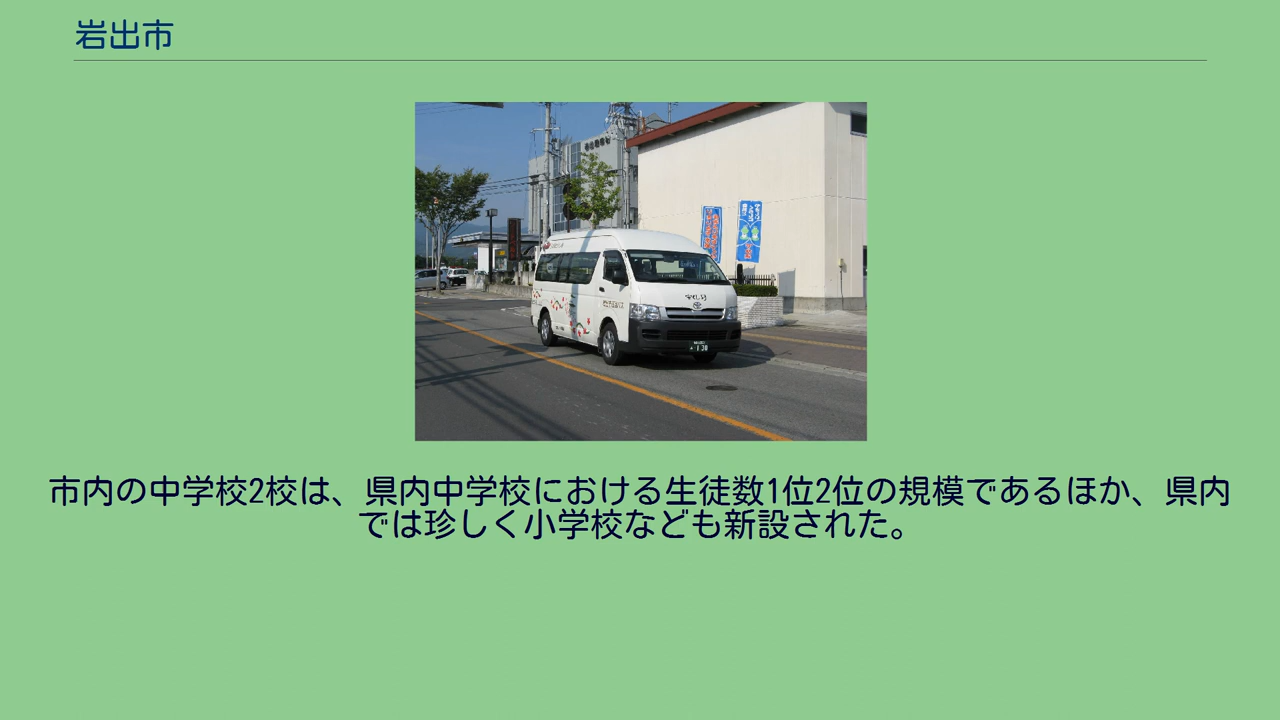 岩出市
市内の中学校2校は、県内中学校における生徒数1位2位の規模であるほか、県内
では珍しく小学校なども新設された。